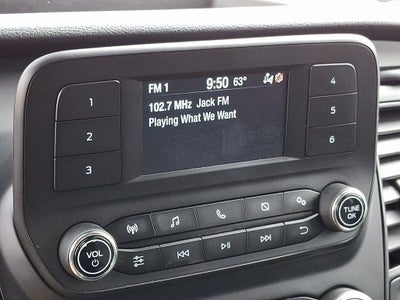 FM 1 9:50 63°
102.7 MHz Jack FM
Playing What We Want
1
2
3
4
5
6
VOL
TUNE
OK